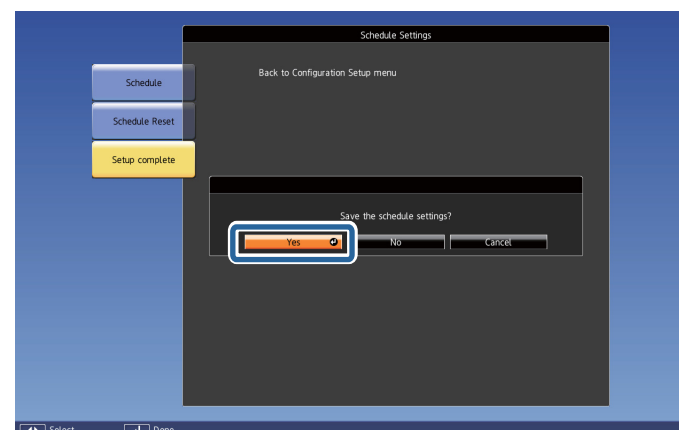 Schedule Settings
Back to Configuration Setup menu
Schedule
Schedule Reset
Setup complete
Save the schedule settings?
Yes No Cancel
Select Done